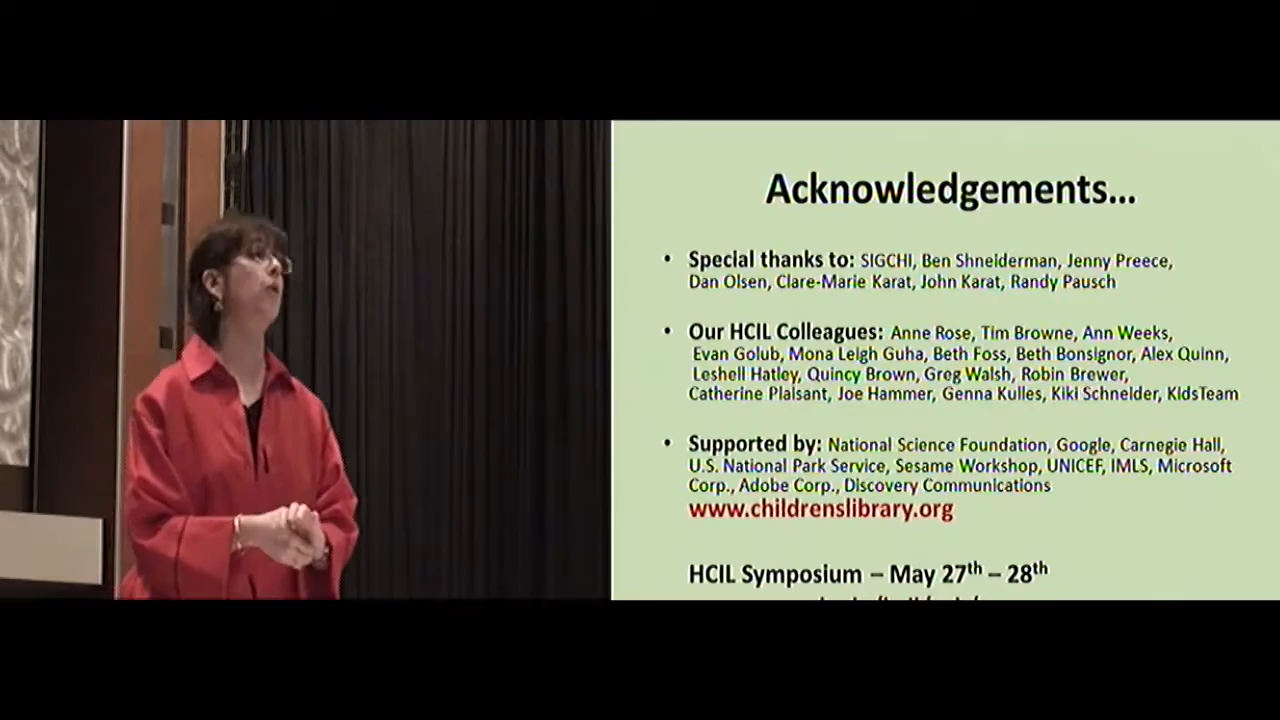 Acknowledgements...
• Special thanks to: SIGCHI, Ben Shneiderman, Jenny Preece,
Dan Olsen, Clare-Marie Karat, John Karat, Randy Pausch
• Our HCIL Colleagues: Anne Rose, Tim Browne, Ann Weeks,
Evan Golub, Mona Leigh Guha, Beth Foss, Beth Bonsignor, Alex Quinn,
Leshell Hatley, Quincy Brown, Greg Walsh, Robin Brewer,
Catherine Plaisant, Joe Hammer, Genna Kulles, Kiki Schneider, KidsTeam
• Supported by: National Science Foundation, Google, Carnegie Hall,
U.S. National Park Service, Sesame Workshop, UNICEF, IMLS, Microsoft
Corp., Adobe Corp., Discovery Communications
www.childrenslibrary.org
HCIL Symposium – May 27th – 28th